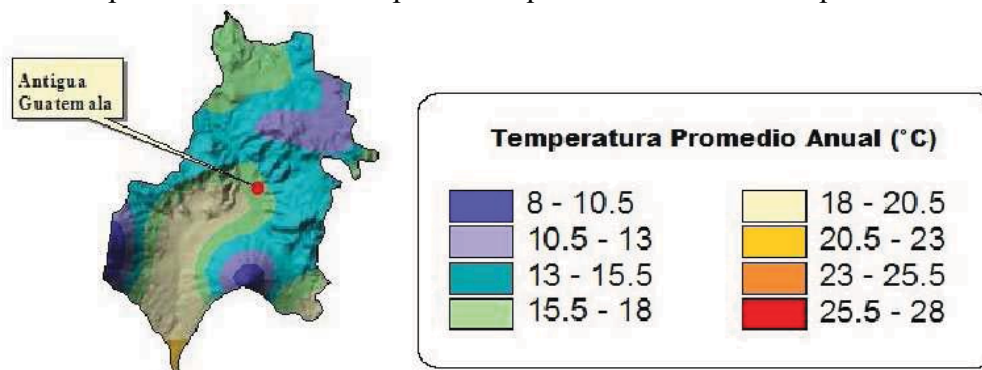 Antigua
Guatemala
Temperatura Promedio Anual (°C)
8 - 10.5
10.5 - 13
13 - 15.5
15.5 - 18
18 - 20.5
20.5 - 23
23 - 25.5
25.5 - 28